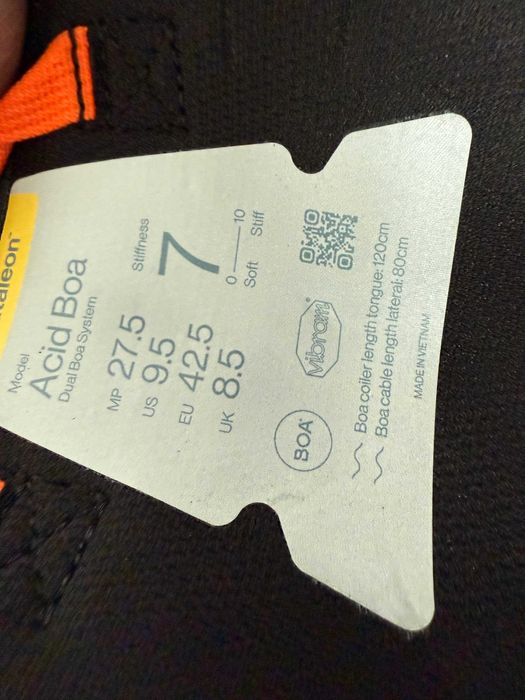 Model
Acid Boa
Dual Boa System
MP 27.5
US 9.5
EU 42.5
UK 8.5
Stiffness
7
0 10
Soft Stiff
BOA
Vibram®
Boa coiler length tongue: 120cm
Boa cable length lateral: 80cm
MADE IN VIETNAM